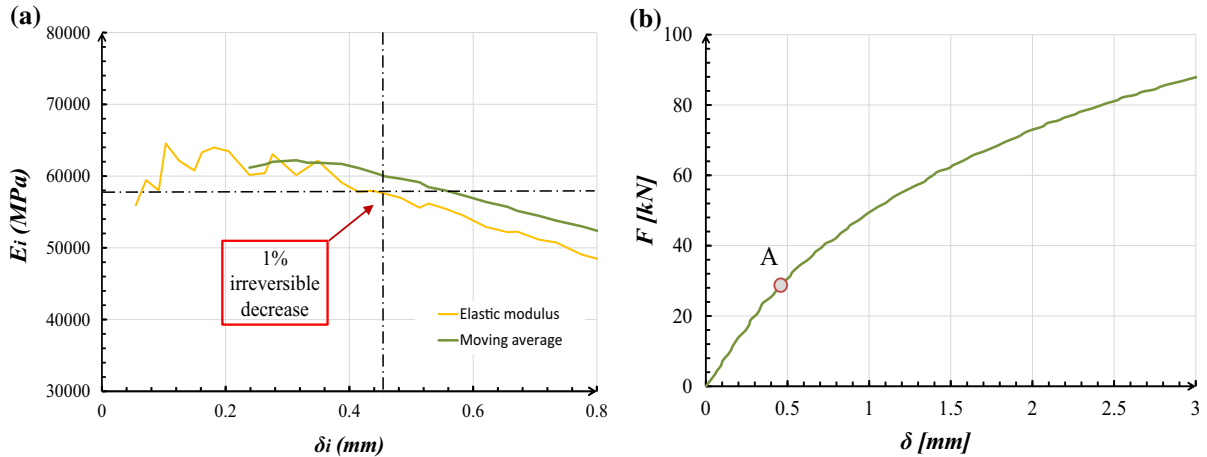 (a)
80000
70000
60000
50000
40000
30000
Ei (MPa)
0
0.2
0.4
0.6
0.8
δi (mm)
1%
irreversible
decrease
Elastic modulus
Moving average
(b)
100
80
60
40
20
0
F [kN]
A
0
0.5
1
1.5
2
2.5
3
δ [mm]